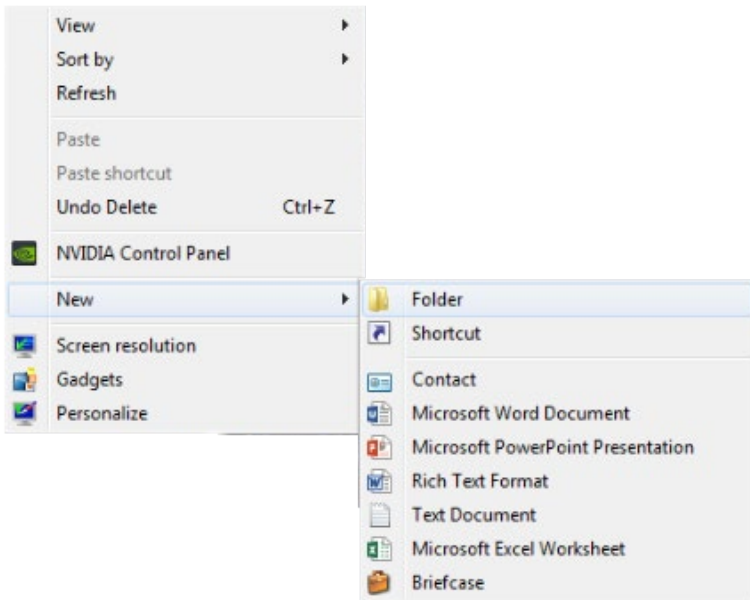 View
Sort by
Refresh
Paste
Paste shortcut
Undo Delete Ctrl+Z
NVIDIA Control Panel
New
Screen resolution
Gadgets
Personalize
Folder
Shortcut
Contact
Microsoft Word Document
Microsoft PowerPoint Presentation
Rich Text Format
Text Document
Microsoft Excel Worksheet
Briefcase